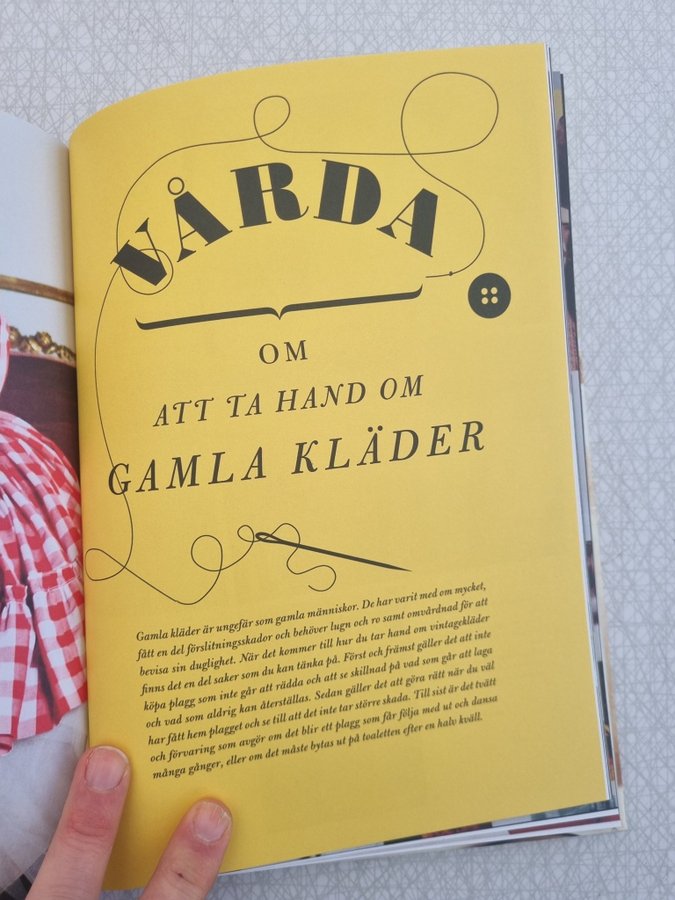 VÅRDA
OM
ATT TA HAND OM
GAMLA KLÄDER
Gamla kläder är ungefär som gamla människor. De har varit med om mycket,
fått en del förslitningsskador och behöver lugn och ro samt omvårdnad för att
bevisa sin duglighet. När det kommer till hur du tar hand om vintagekläder
finns det en del saker som du kan tänka på. Först och främst gäller det att inte
köpa plagg som inte går att rädda och att se skillnad på vad som går att laga
och vad som aldrig kan återställas. Sedan gäller det att göra rätt när du väl
har fått hem plagget och se till att det inte tar större skada. Till sist är det tvätt
och förvaring som avgör om det blir ett plagg som får följa med ut och dansa
många gånger, eller om det måste bytas ut på toaletten efter en halv kväll.